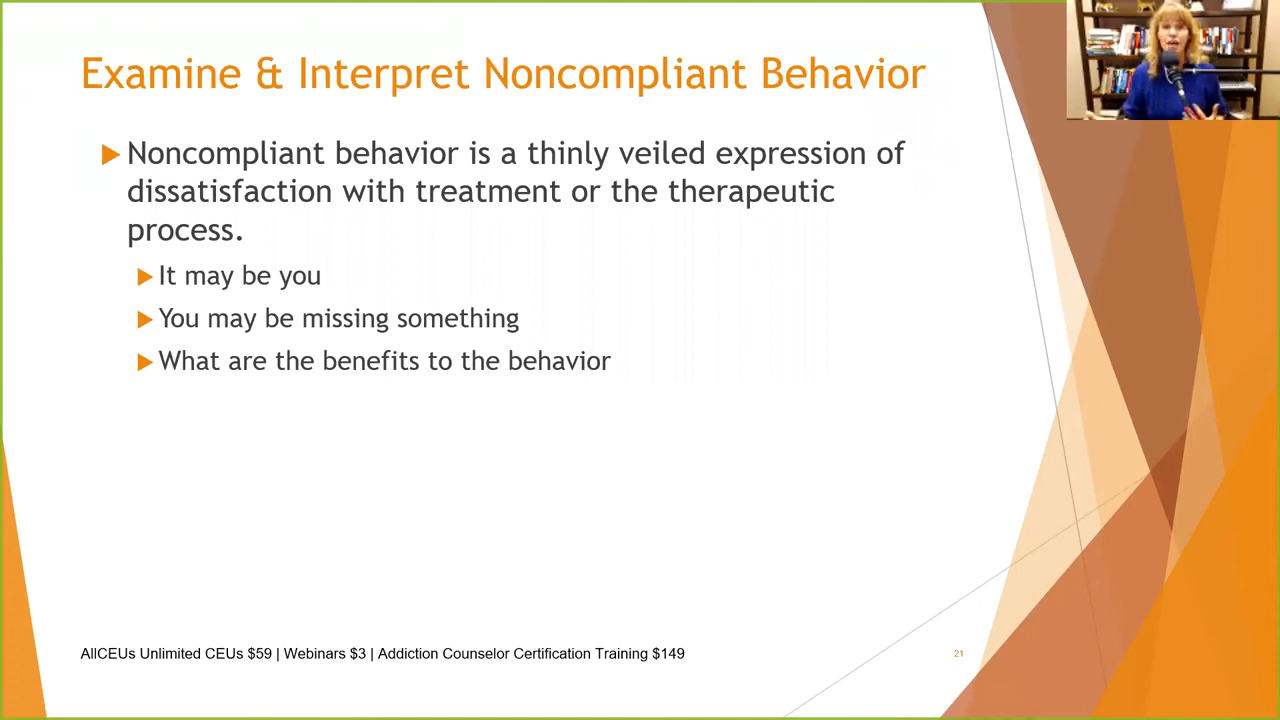 Examine & Interpret Noncompliant Behavior
Noncompliant behavior is a thinly veiled expression of
dissatisfaction with treatment or the therapeutic
process.
It may be you
You may be missing something
What are the benefits to the behavior
AllCEUs Unlimited CEUs $59 | Webinars $3 | Addiction Counselor Certification Training $149
21